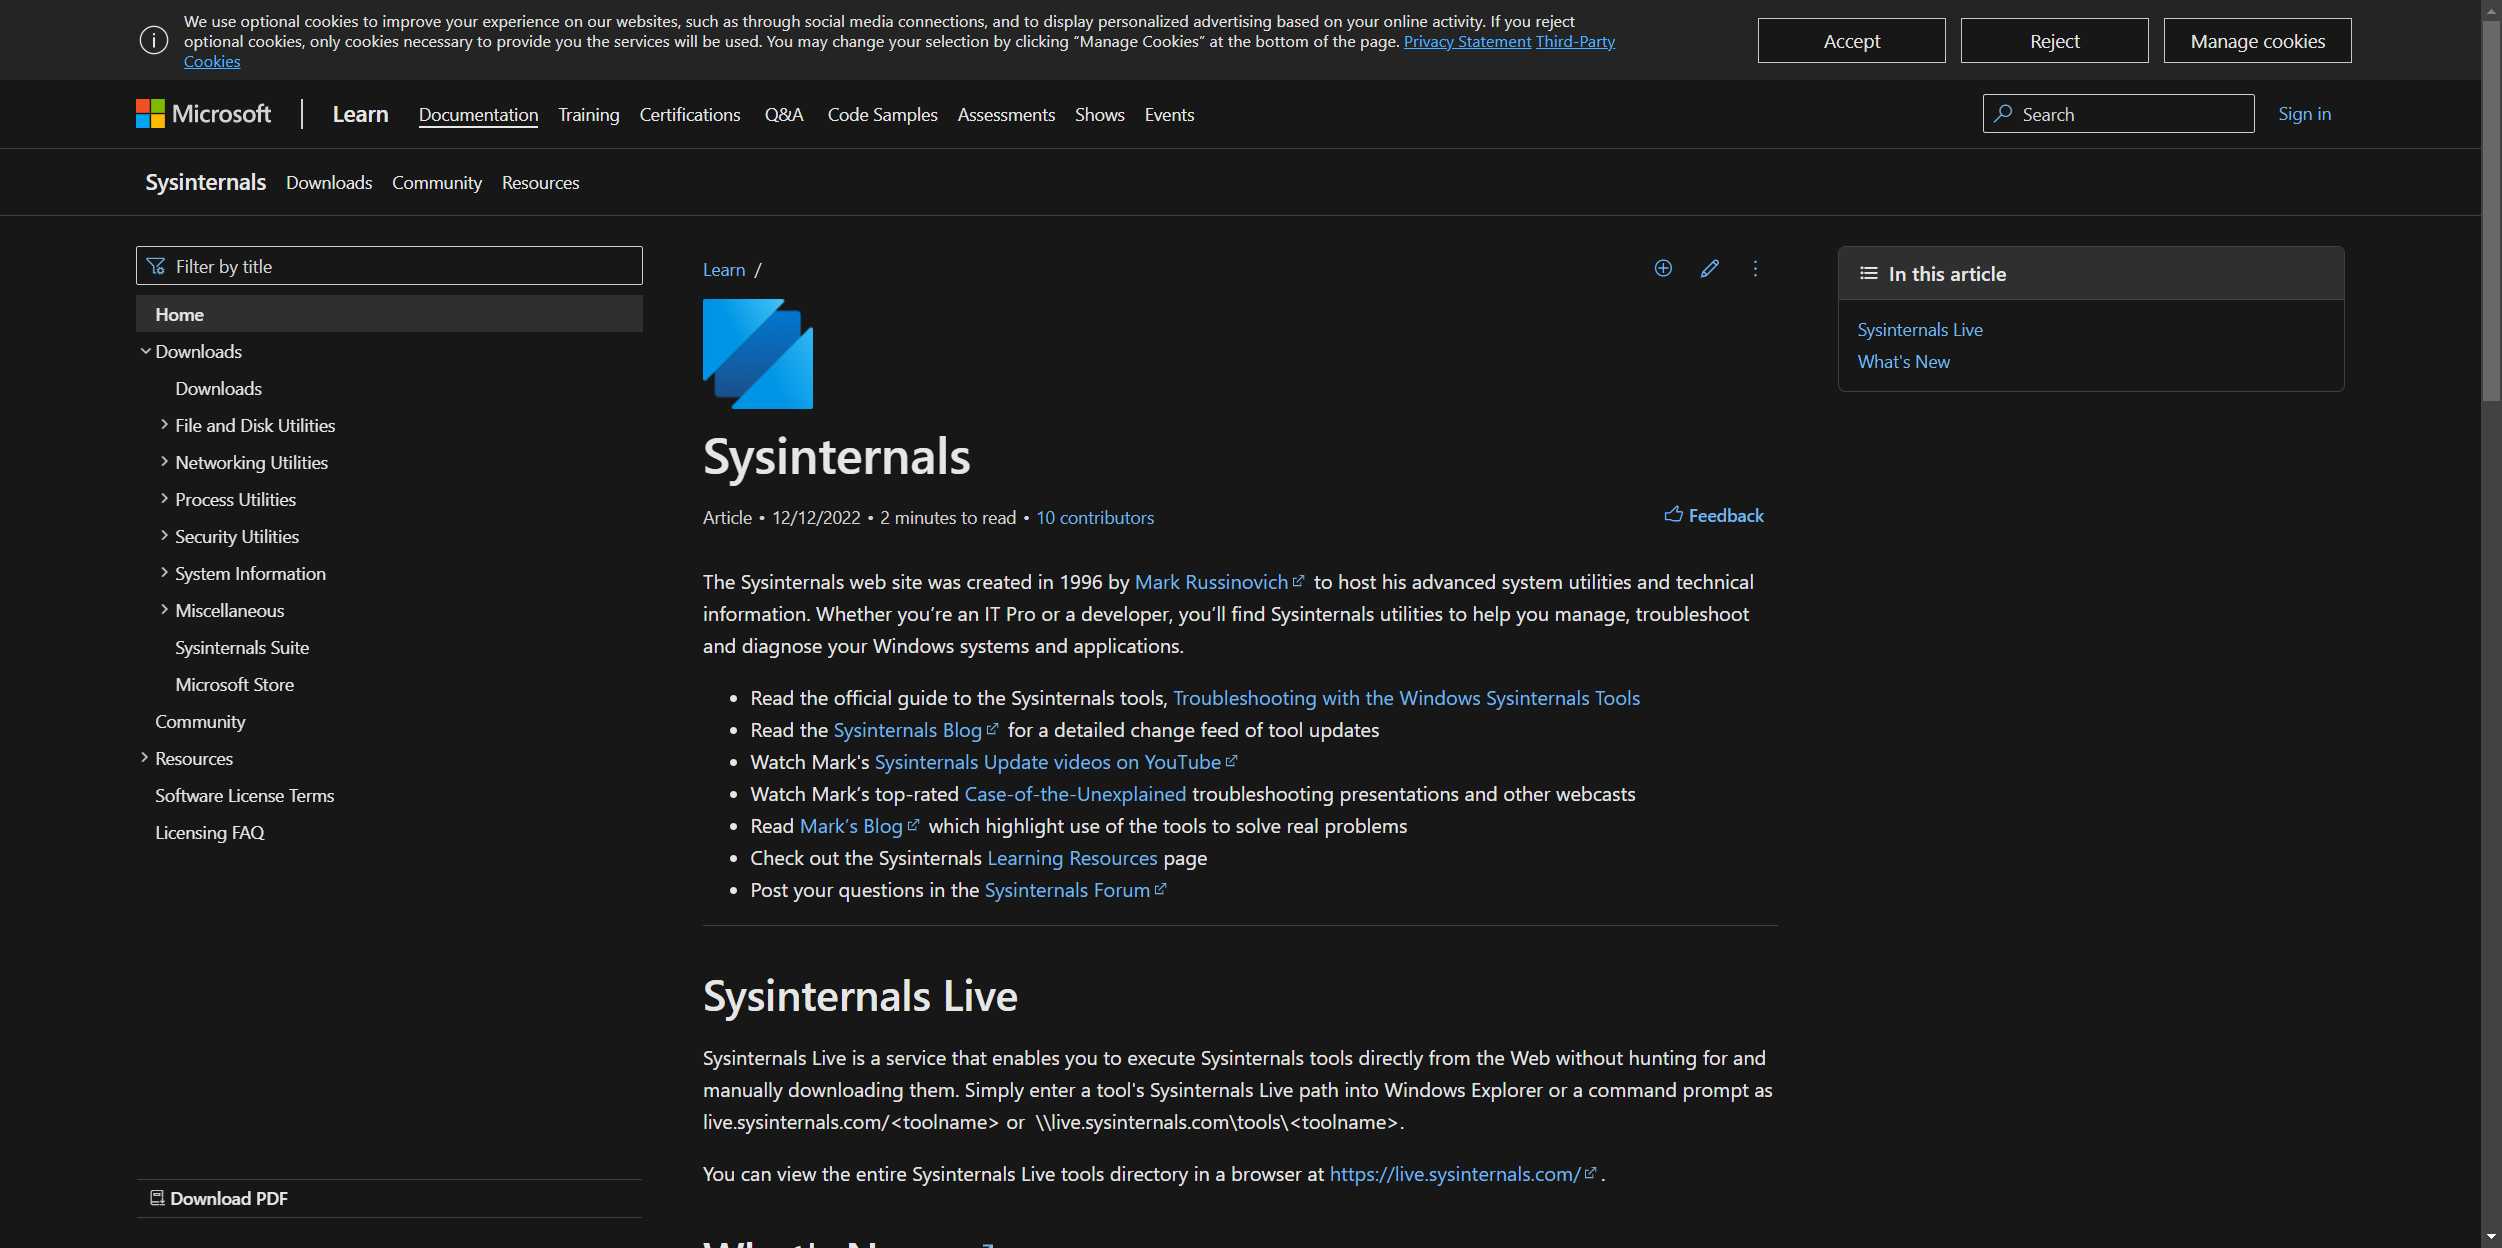 We use optional cookies to improve your experience on our websites, such as through social media connections, and to display personalized advertising based on your online activity. If you reject
optional cookies, only cookies necessary to provide you the services will be used. You may change your selection by clicking “Manage Cookies” at the bottom of the page. Privacy Statement Third-Party
Cookies
Accept
Reject
Manage cookies
Microsoft
Learn
Documentation
Training
Certifications
Q&A
Code Samples
Assessments
Shows
Events
Search
Sign in
Sysinternals
Downloads
Community
Resources
Filter by title
Home
Downloads
Downloads
File and Disk Utilities
Networking Utilities
Process Utilities
Security Utilities
System Information
Miscellaneous
Sysinternals Suite
Microsoft Store
Community
Resources
Software License Terms
Licensing FAQ
Download PDF
Learn /
Sysinternals
Article • 12/12/2022 • 2 minutes to read • 10 contributors
Feedback
The Sysinternals web site was created in 1996 by Mark Russinovich to host his advanced system utilities and technical
information. Whether you’re an IT Pro or a developer, you’ll find Sysinternals utilities to help you manage, troubleshoot
and diagnose your Windows systems and applications.
• Read the official guide to the Sysinternals tools, Troubleshooting with the Windows Sysinternals Tools
• Read the Sysinternals Blog for a detailed change feed of tool updates
• Watch Mark's Sysinternals Update videos on YouTube
• Watch Mark’s top-rated Case-of-the-Unexplained troubleshooting presentations and other webcasts
• Read Mark’s Blog which highlight use of the tools to solve real problems
• Check out the Sysinternals Learning Resources page
• Post your questions in the Sysinternals Forum
Sysinternals Live
Sysinternals Live is a service that enables you to execute Sysinternals tools directly from the Web without hunting for and
manually downloading them. Simply enter a tool's Sysinternals Live path into Windows Explorer or a command prompt as
live.sysinternals.com/<toolname> or \\live.sysinternals.com\tools\<toolname>.
You can view the entire Sysinternals Live tools directory in a browser at https://live.sysinternals.com/ .
In this article
Sysinternals Live
What's New